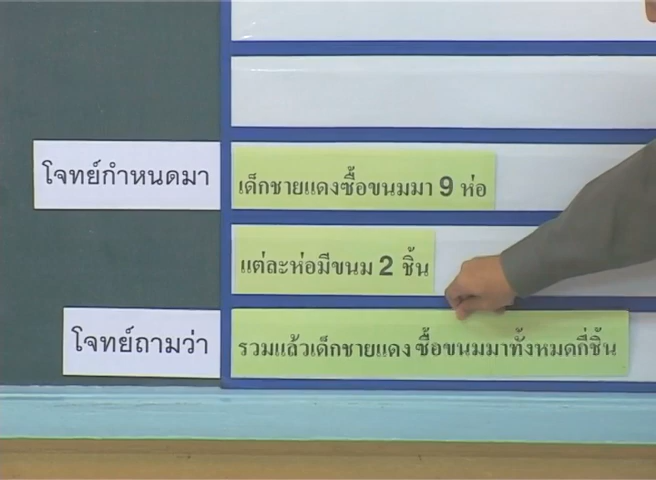 โจทย์กำหนดมา
เด็กชายแดงซื้อขนมมา 9 ห่อ
แต่ละห่อมีขนม 2 ชิ้น
โจทย์ถามว่า
รวมแล้วเด็กชายแดง ซื้อขนมมาทั้งหมดกี่ชิ้น